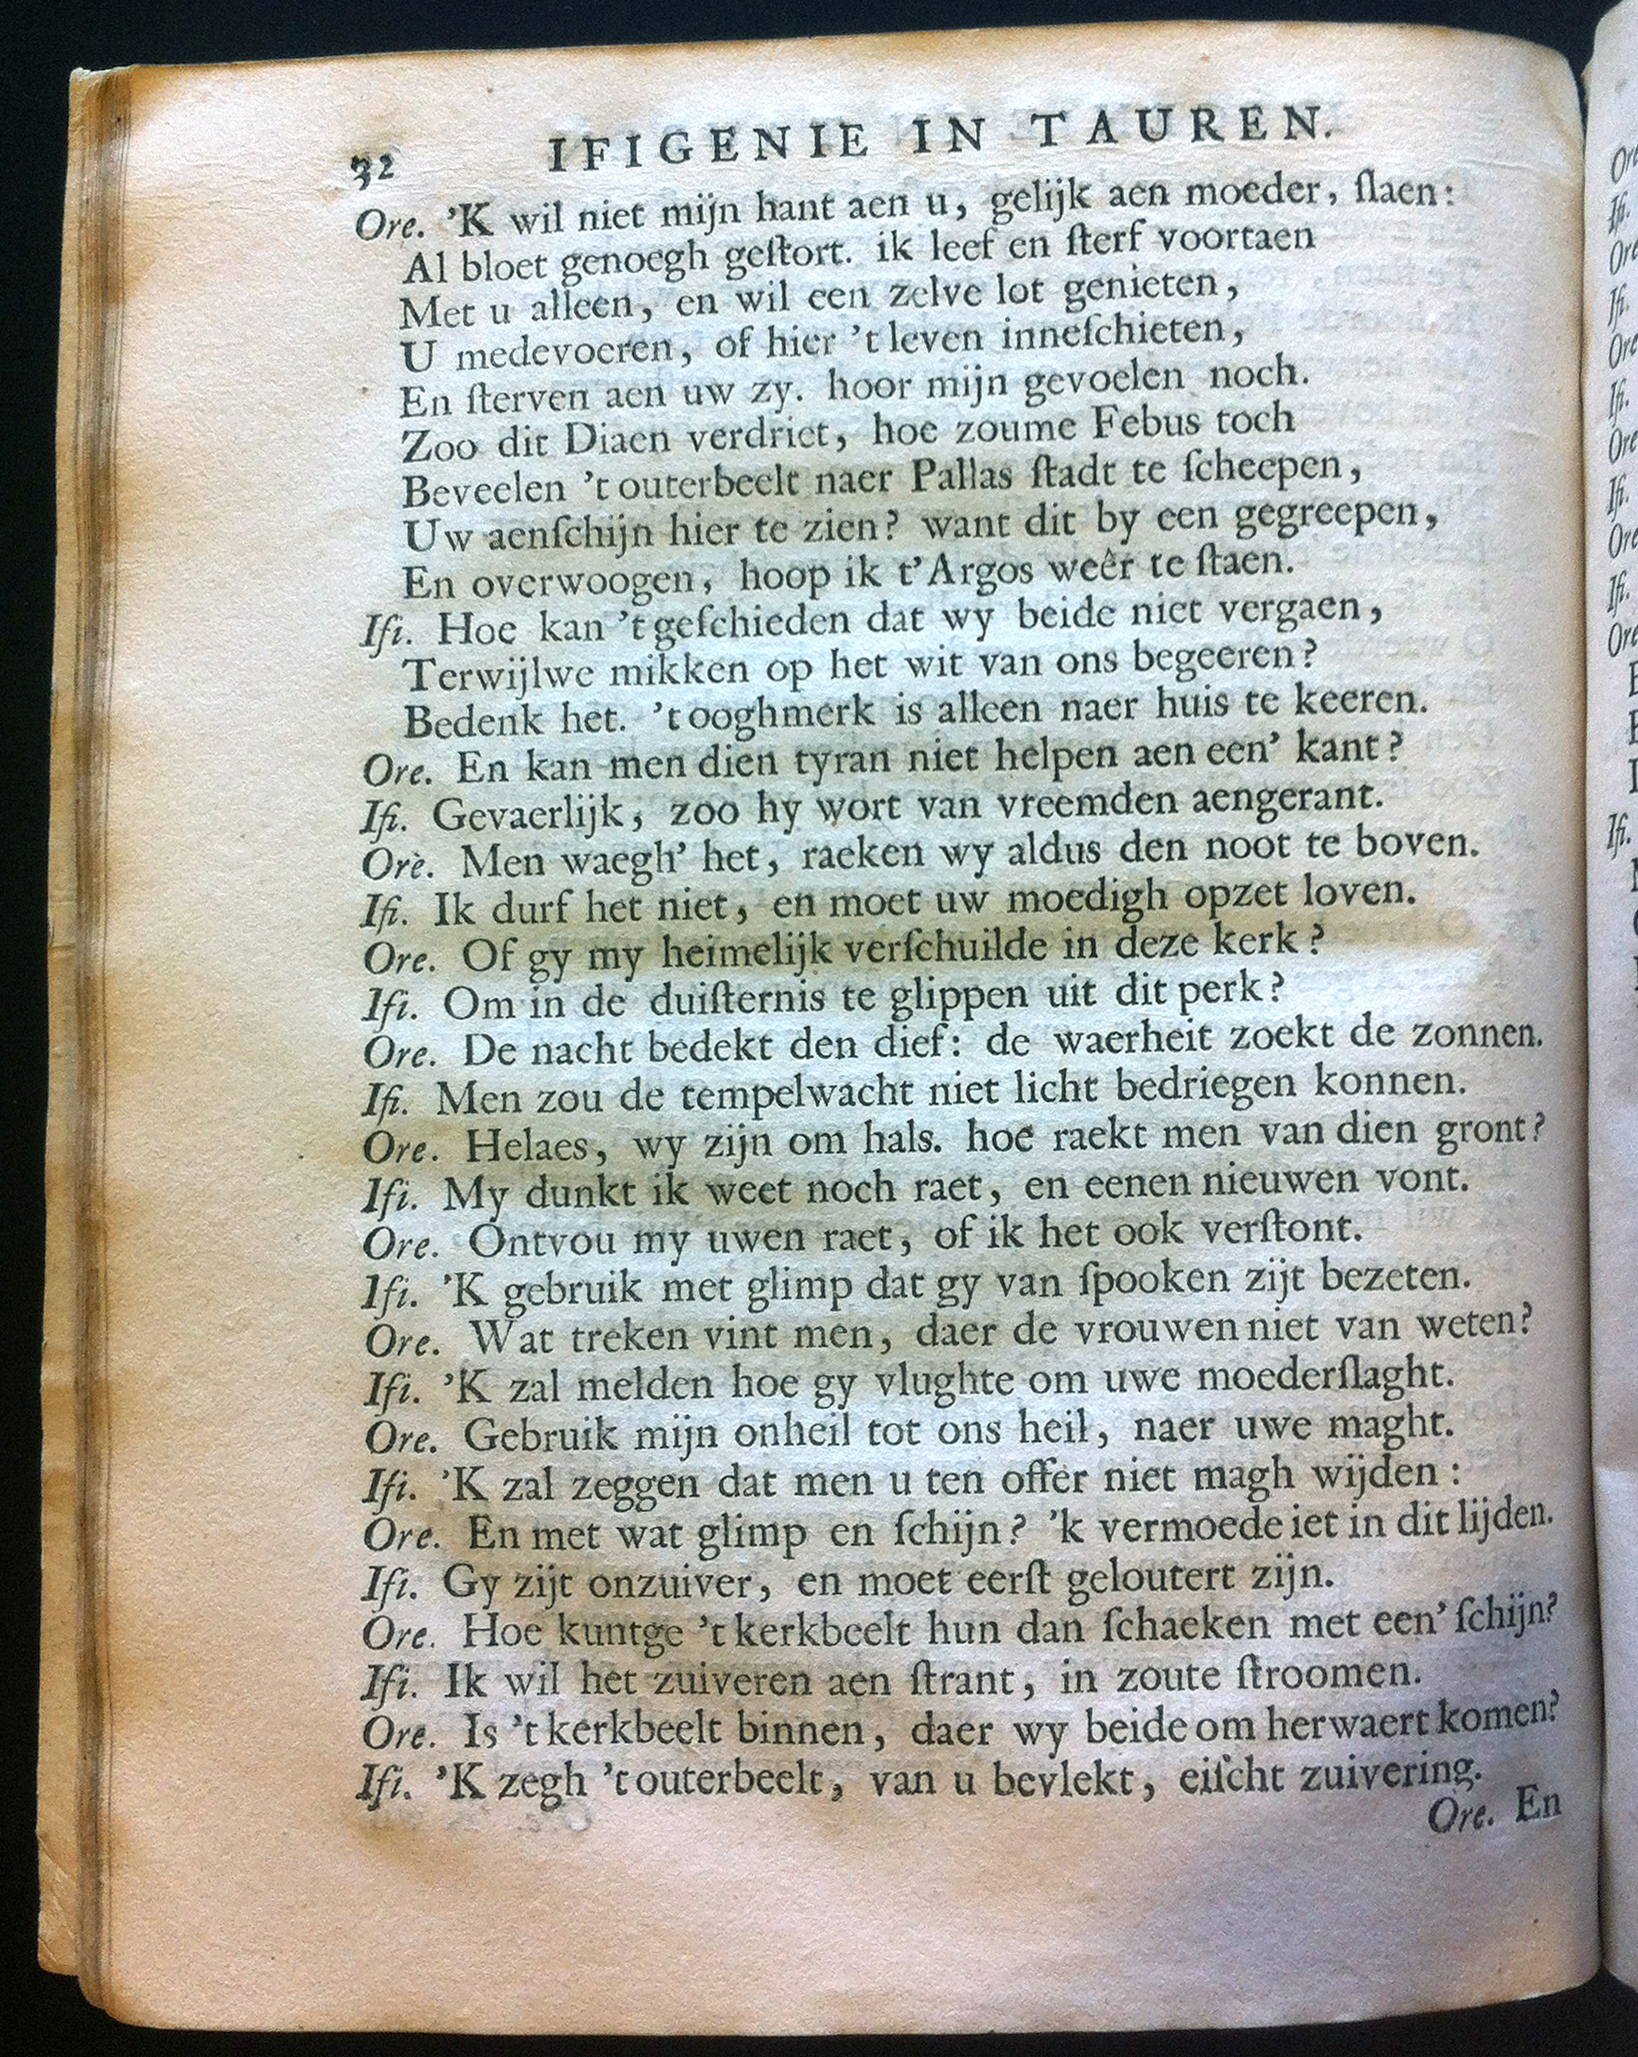 32 IFIGENIE IN TAUREN.
Ore. 'K wil niet mijn hant aen u, gelijk aen moeder, ſlaen:
Al bloet genoegh geſtort. ik leef en ſterf voortaen
Met u alleen, en wil een zelve lot genieten,
U medevoeren, of hier 't leven inneſchieten,
En ſterven aen uw zy. hoor mijn gevoelen noch.
Zoo dit Diaen verdriet, hoe zoume Febus toch
Beveelen 't outerbeelt naer Pallas ſtadt te ſcheepen,
Uw aenſchijn hier te zien? want dit by een gegreepen,
En overwoogen, hoop ik t'Argos weêr te ſtaen.
Ifi. Hoe kan 't geſchieden dat wy beide niet vergaen,
Terwijlwe mikken op het wit van ons begeeren?
Bedenk het. 't ooghmerk is alleen naer huis te keeren.
Ore. En kan men dien tyran niet helpen aen een' kant?
Ifi. Gevaerlijk, zoo hy wort van vreemden aengerant.
Orè. Men waegh' het, raeken wy aldus den noot te boven.
Ifi. Ik durf het niet, en moet uw moedigh opzet loven.
Ore. Of gy my heimelijk verſchuilde in deze kerk?
Ifi. Om in de duiſternis te glippen uit dit perk?
Ore. De nacht bedekt den dief: de waerheit zoekt de zonnen.
Ifi. Men zou de tempelwacht niet licht bedriegen konnen.
Ore. Helaes, wy zijn om hals. hoe raekt men van dien gront?
Ifi. My dunkt ik weet noch raet, en eenen nieuwen vont.
Ore. Ontvou my uwen raet, of ik het ook verſtont.
Ifi. 'K gebruik met glimp dat gy van ſpooken zijt bezeten.
Ore. Wat treken vint men, daer de vrouwen niet van weten?
Ifi. 'K zal melden hoe gy vlughte om uwe moederſlaght.
Ore. Gebruik mijn onheil tot ons heil, naer uwe maght.
Ifi. 'K zal zeggen dat men u ten offer niet magh wijden:
Ore. En met wat glimp en ſchijn? 'k vermoede iet in dit lijden.
Ifi. Gy zijt onzuiver, en moet eerſt geloutert zijn.
Ore. Hoe kuntge 't kerkbeelt hun dan ſchaeken met een' ſchijn?
Ifi. Ik wil het zuiveren aen ſtrant, in zoute ſtroomen.
Ore. Is 't kerkbeelt binnen, daer wy beide om herwaert komen?
Ifi. 'K zegh 't outerbeelt, van u bevlekt, eiſcht zuivering.
Ore. En